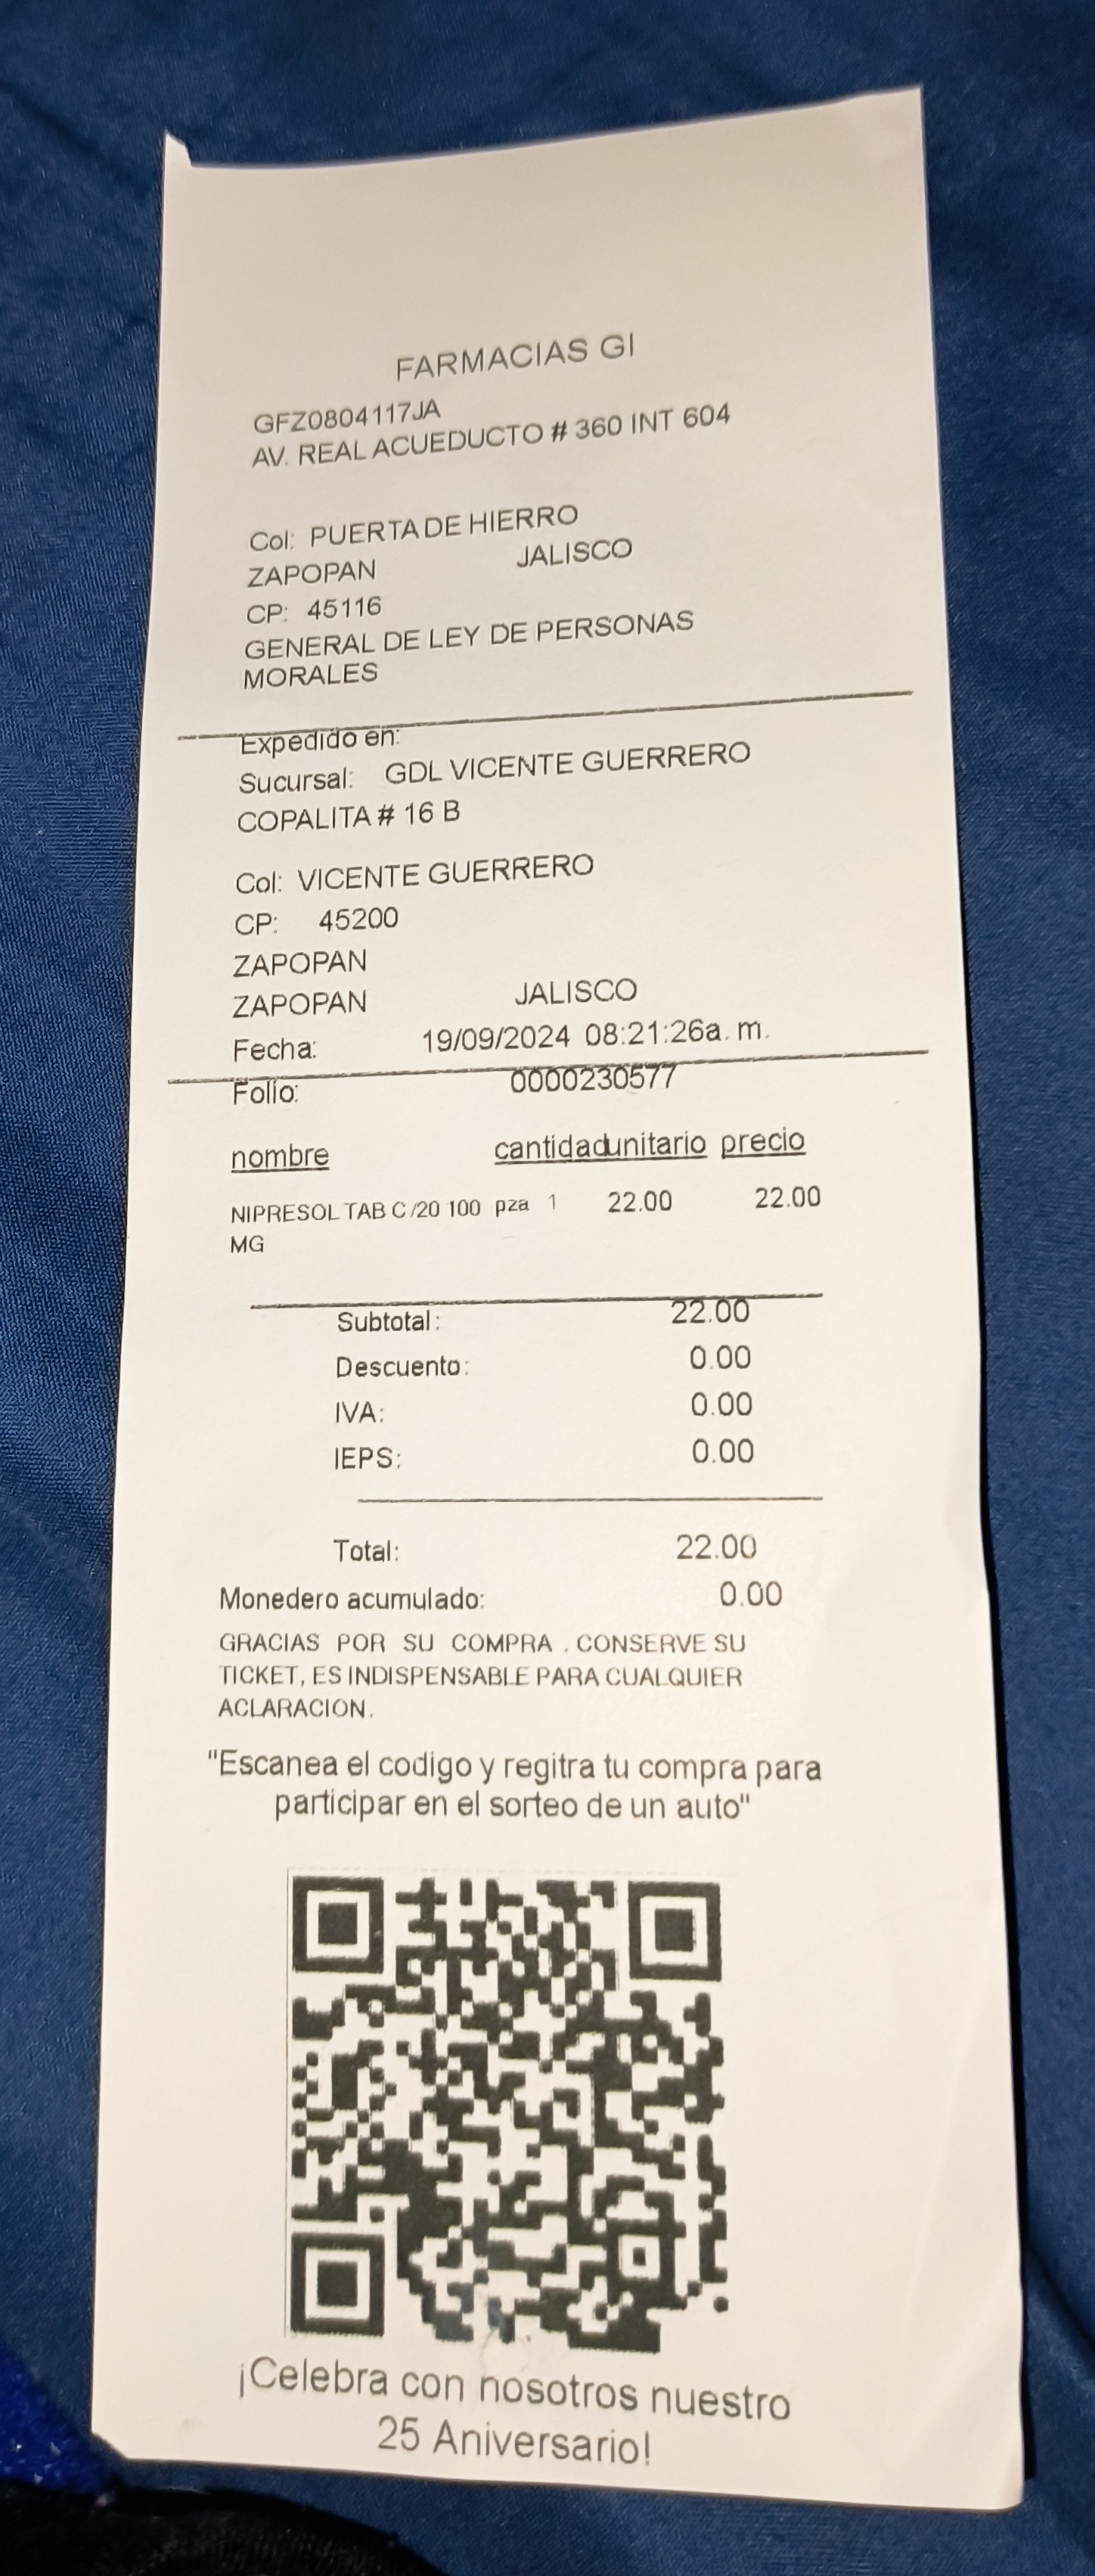 FARMACIAS GI
GFZ0804117JA
AV. REAL ACUEDUCTO # 360 INT 604
Col: PUERTA DE HIERRO
ZAPOPAN JALISCO
CP: 45116
GENERAL DE LEY DE PERSONAS
MORALES
Expedido en:
Sucursal: GDL VICENTE GUERRERO
COPALITA # 16 B
Col: VICENTE GUERRERO
CP: 45200
ZAPOPAN
ZAPOPAN JALISCO
Fecha: 19/09/2024 08:21:26a. m.
Folio: 0000230577
nombre cantidad unitario precio
NIPRESOL TAB C/20 100 pza 1 22.00 22.00
MG
Subtotal: 22.00
Descuento: 0.00
IVA: 0.00
IEPS: 0.00
Total: 22.00
Monedero acumulado: 0.00
GRACIAS POR SU COMPRA . CONSERVE SU
TICKET, ES INDISPENSABLE PARA CUALQUIER
ACLARACION.
"Escanea el codigo y regitra tu compra para
participar en el sorteo de un auto"
¡Celebra con nosotros nuestro
25 Aniversario!